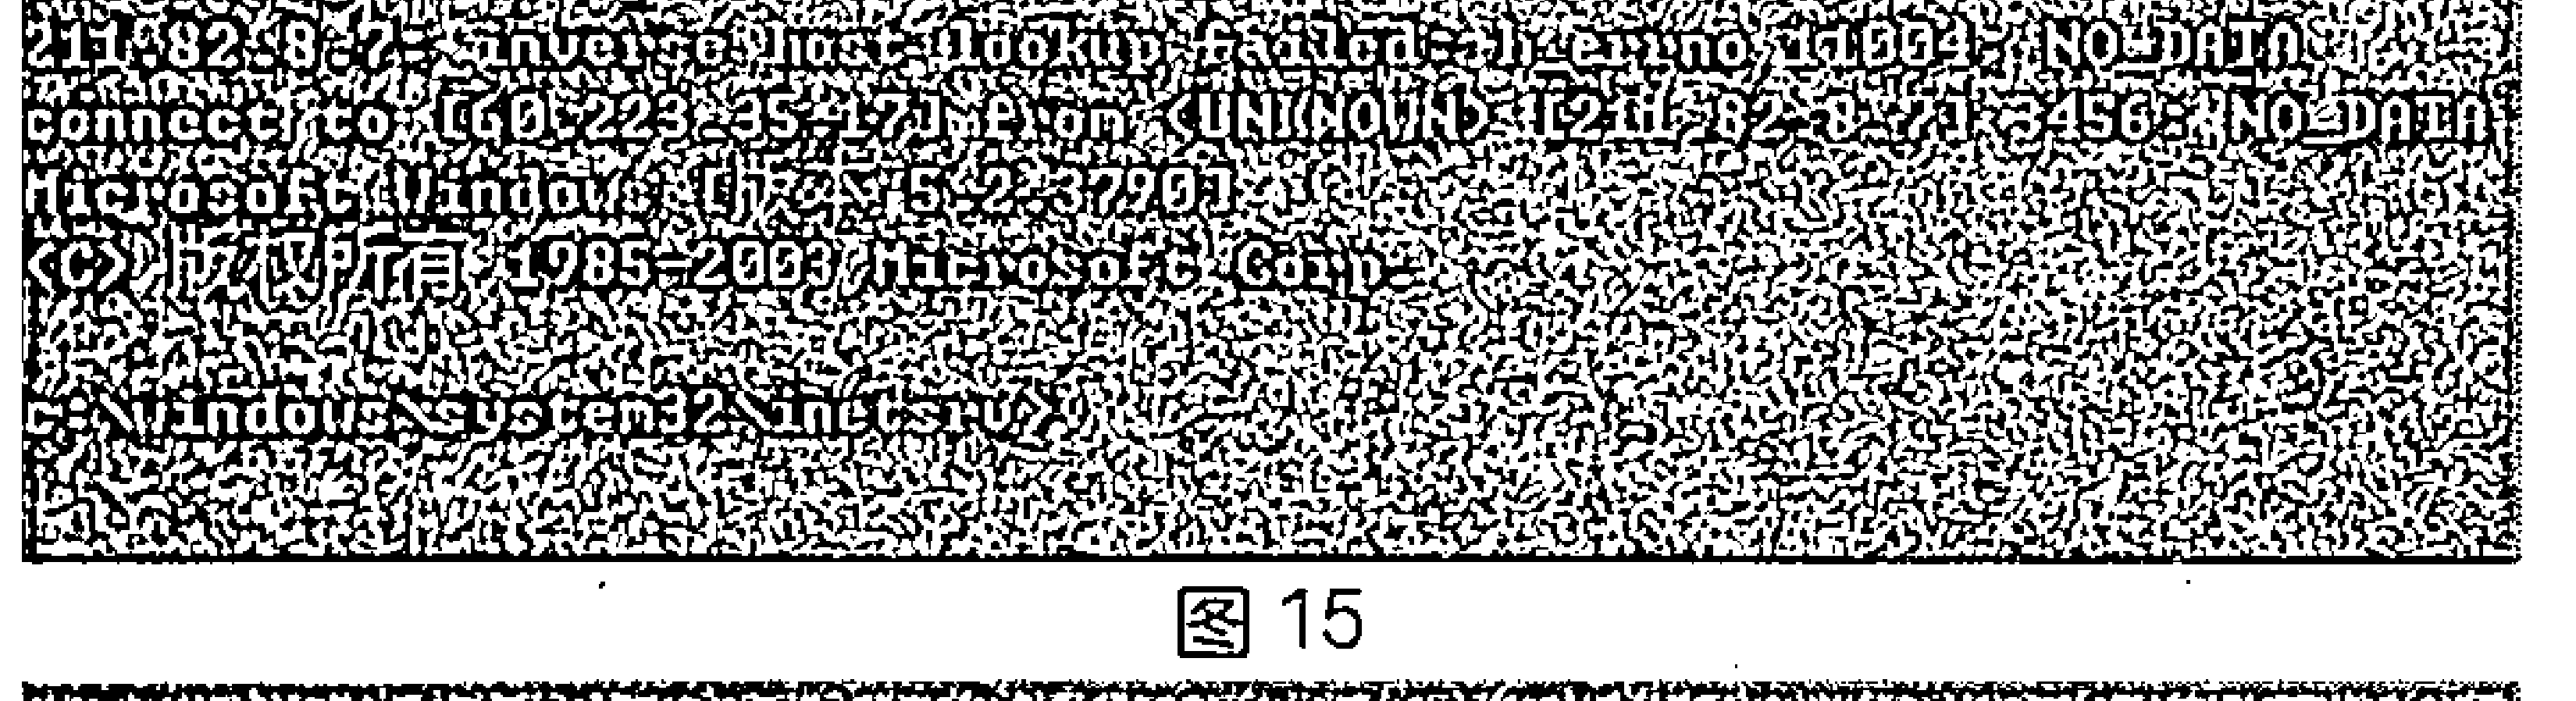 211.82.8.7: inverse host lookup failed: h_errno 11004: NO_DATA
connect to [60.223.35.17] from (UNKNOWN) [211.82.8.7] 3456: NO_DATA
Microsoft Windows [版本 5.2.3790]
(C) 版权所有 1985-2003 Microsoft Corp.
c:\windows\system32\inetsrv>
图 15